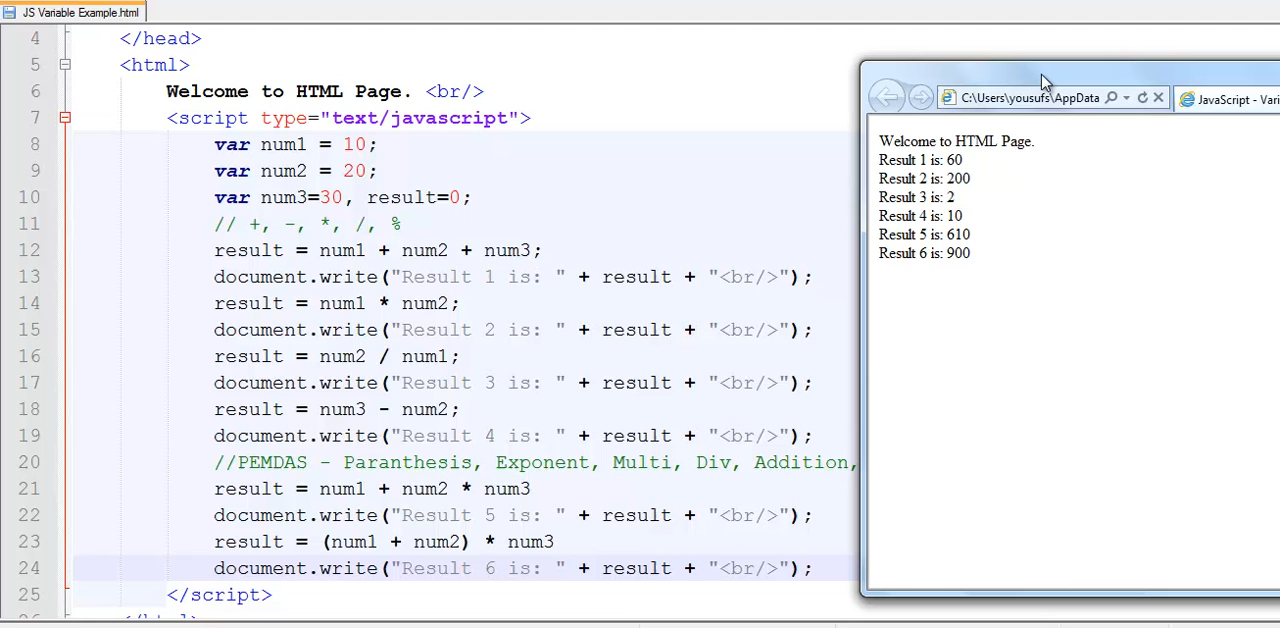 JS Variable Example.html
4 </head>
5 <html>
6 Welcome to HTML Page. <br/>
7 <script type="text/javascript">
8 var num1 = 10;
9 var num2 = 20;
10 var num3=30, result=0;
11 // +, -, *, /, %
12 result = num1 + num2 + num3;
13 document.write("Result 1 is: " + result + "<br/>");
14 result = num1 * num2;
15 document.write("Result 2 is: " + result + "<br/>");
16 result = num2 / num1;
17 document.write("Result 3 is: " + result + "<br/>");
18 result = num3 - num2;
19 document.write("Result 4 is: " + result + "<br/>");
20 //PEMDAS - Paranthesis, Exponent, Multi, Div, Addition,
21 result = num1 + num2 * num3
22 document.write("Result 5 is: " + result + "<br/>");
23 result = (num1 + num2) * num3
24 document.write("Result 6 is: " + result + "<br/>");
25 </script>
C:\Users\yousufs\AppData
JavaScript - Vari
Welcome to HTML Page.
Result 1 is: 60
Result 2 is: 200
Result 3 is: 2
Result 4 is: 10
Result 5 is: 610
Result 6 is: 900